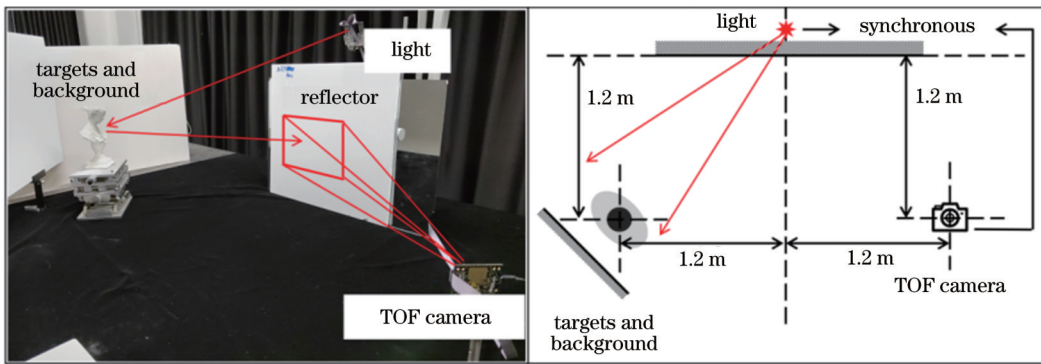 light
targets and
background
reflector
TOF camera
light
synchronous
1.2 m
1.2 m
1.2 m
1.2 m
TOF camera
targets and
background